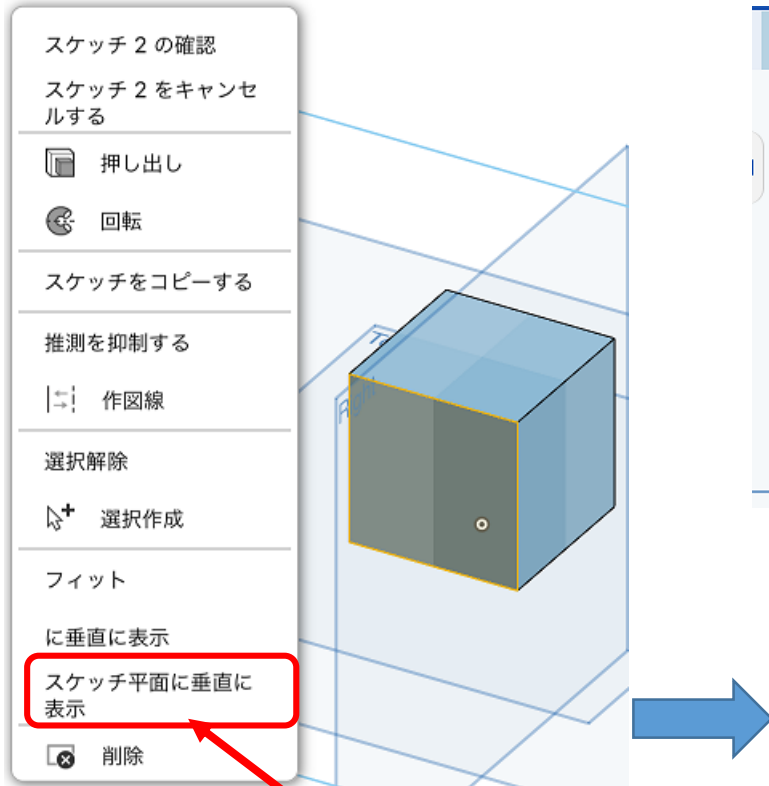 スケッチ 2 の確認
スケッチ 2 をキャンセ
ルする
押し出し
回転
スケッチをコピーする
推測を抑制する
作図線
選択解除
選択作成
フィット
に垂直に表示
スケッチ平面に垂直に
表示
削除
To
Right